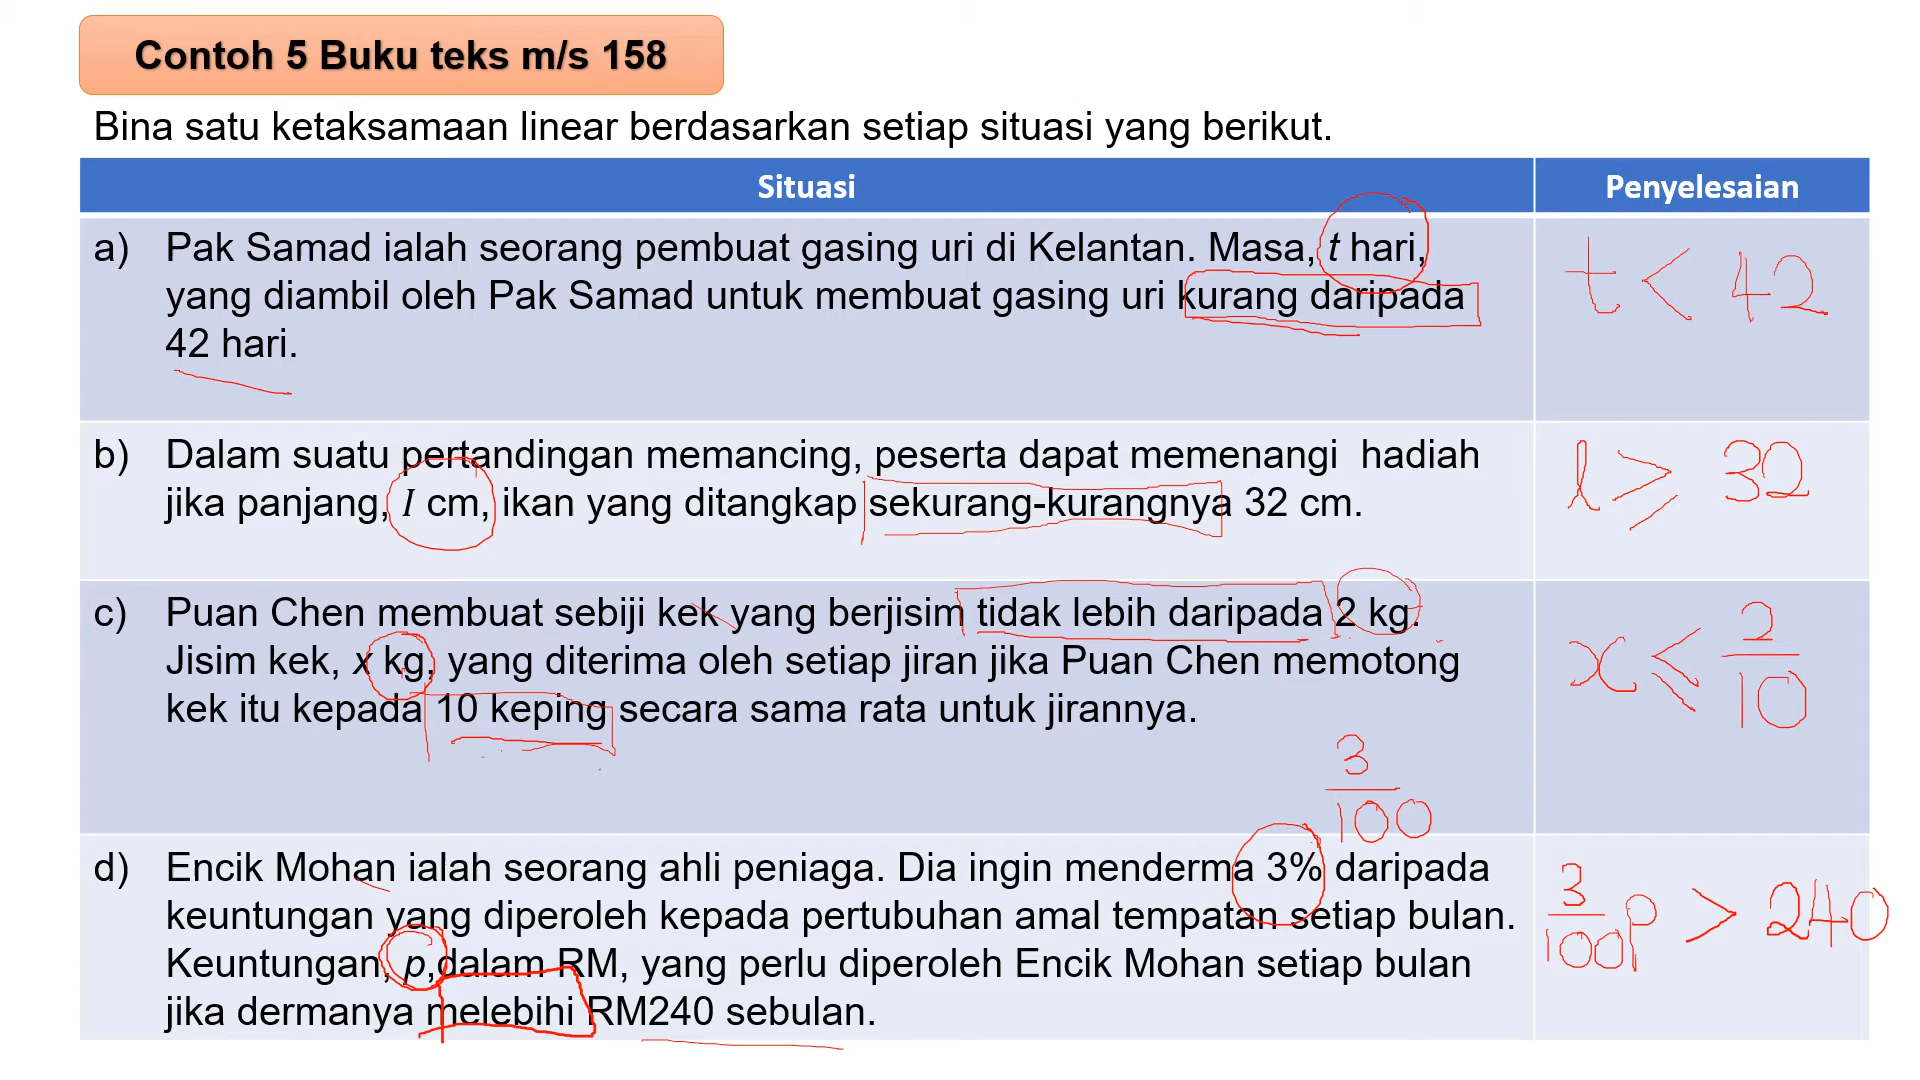 Contoh 5 Buku teks m/s 158
Bina satu ketaksamaan linear berdasarkan setiap situasi yang berikut.
Situasi
Penyelesaian
a) Pak Samad ialah seorang pembuat gasing uri di Kelantan. Masa, t hari,
yang diambil oleh Pak Samad untuk membuat gasing uri kurang daripada
42 hari.
t < 42
b) Dalam suatu pertandingan memancing, peserta dapat memenangi hadiah
jika panjang, l cm, ikan yang ditangkap sekurang-kurangnya 32 cm.
l ≥ 32
c) Puan Chen membuat sebiji kek yang berjisim tidak lebih daripada 2 kg.
Jisim kek, x kg, yang diterima oleh setiap jiran jika Puan Chen memotong
kek itu kepada 10 keping secara sama rata untuk jirannya.
x ≤ 2/10
3/100
d) Encik Mohan ialah seorang ahli peniaga. Dia ingin menderma 3% daripada
keuntungan yang diperoleh kepada pertubuhan amal tempatan setiap bulan.
Keuntungan, p,dalam RM, yang perlu diperoleh Encik Mohan setiap bulan
jika dermanya melebihi RM240 sebulan.
3/100 p > 240